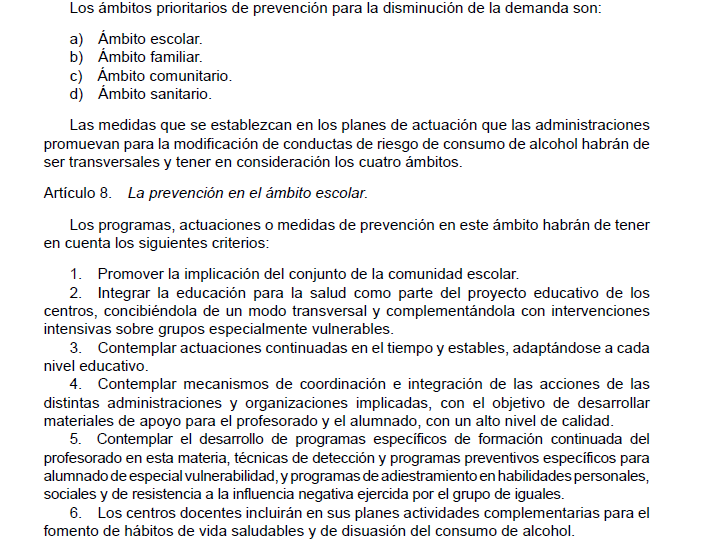 Los ámbitos prioritarios de prevención para la disminución de la demanda son:
a) Ámbito escolar.
b) Ámbito familiar.
c) Ámbito comunitario.
d) Ámbito sanitario.
Las medidas que se establezcan en los planes de actuación que las administraciones
promuevan para la modificación de conductas de riesgo de consumo de alcohol habrán de
ser transversales y tener en consideración los cuatro ámbitos.
Artículo 8. La prevención en el ámbito escolar.
Los programas, actuaciones o medidas de prevención en este ámbito habrán de tener
en cuenta los siguientes criterios:
1. Promover la implicación del conjunto de la comunidad escolar.
2. Integrar la educación para la salud como parte del proyecto educativo de los
centros, concibiéndola de un modo transversal y complementándola con intervenciones
intensivas sobre grupos especialmente vulnerables.
3. Contemplar actuaciones continuadas en el tiempo y estables, adaptándose a cada
nivel educativo.
4. Contemplar mecanismos de coordinación e integración de las acciones de las
distintas administraciones y organizaciones implicadas, con el objetivo de desarrollar
materiales de apoyo para el profesorado y el alumnado, con un alto nivel de calidad.
5. Contemplar el desarrollo de programas específicos de formación continuada del
profesorado en esta materia, técnicas de detección y programas preventivos específicos para
alumnado de especial vulnerabilidad, y programas de adiestramiento en habilidades personales,
sociales y de resistencia a la influencia negativa ejercida por el grupo de iguales.
6. Los centros docentes incluirán en sus planes actividades complementarias para el
fomento de hábitos de vida saludables y de disuasión del consumo de alcohol.